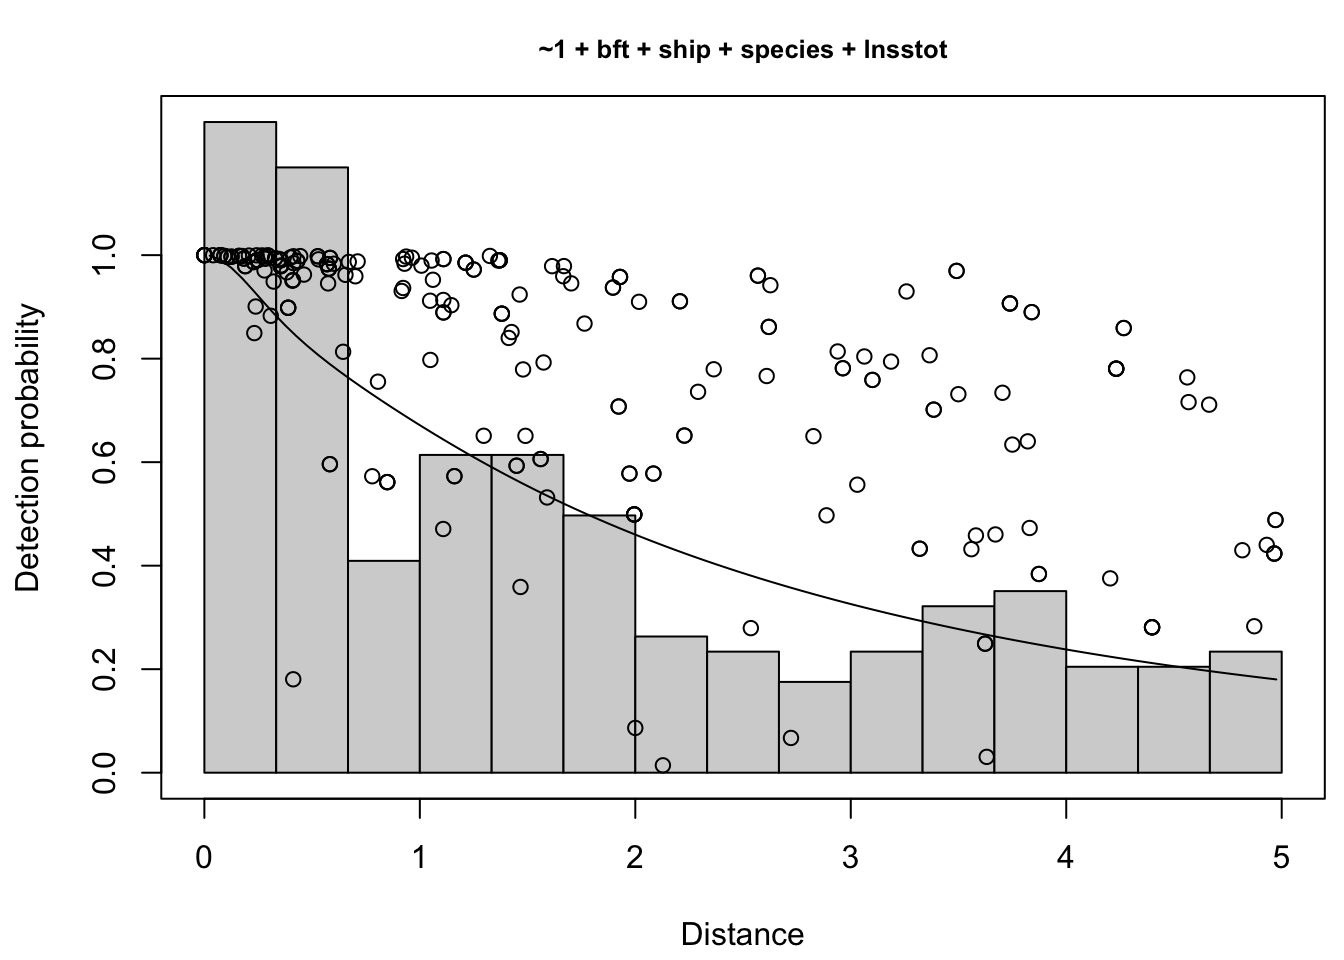 ~1 + bft + ship + species + lnsstot
Detection probability
1.0
0.8
0.6
0.4
0.2
0.0
0 1 2 3 4 5
Distance